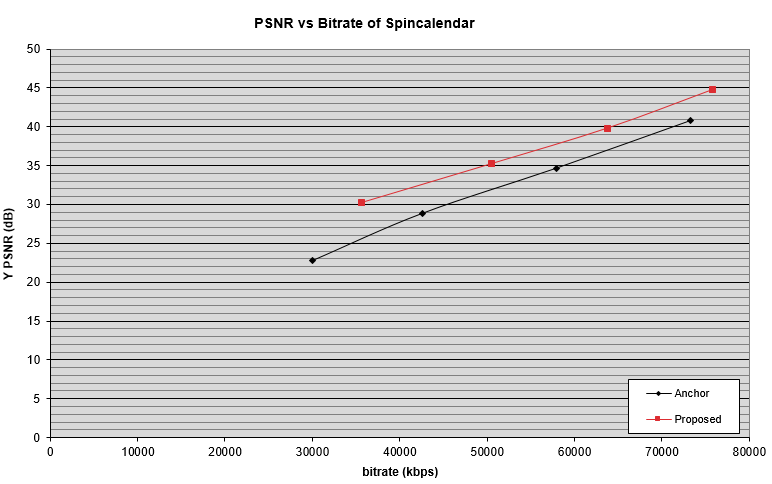 PSNR vs Bitrate of Spincalendar
50
45
40
35
30
25
20
15
10
5
0
Y PSNR (dB)
0 10000 20000 30000 40000 50000 60000 70000 80000
bitrate (kbps)
Anchor
Proposed